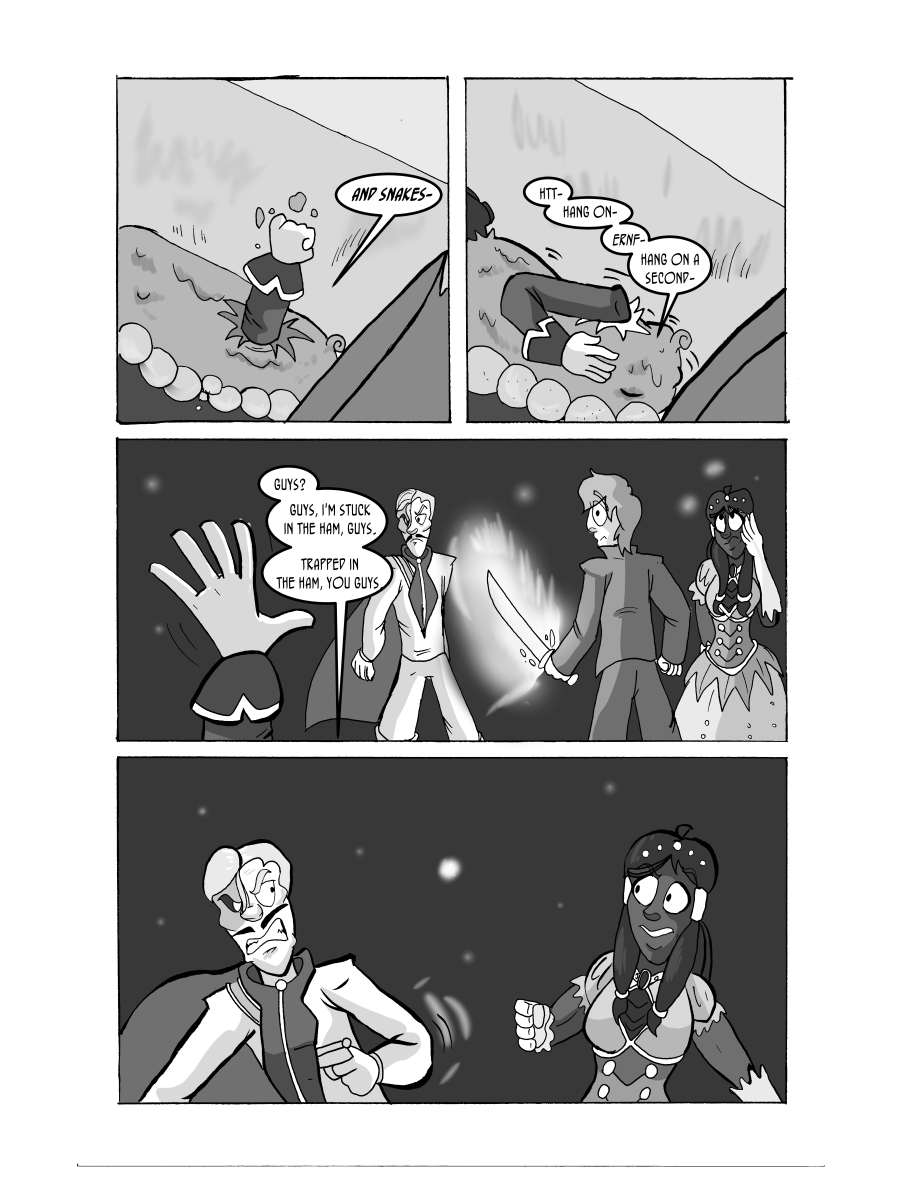 AND SNAKES-
HTT-
HANG ON-
ERNF-
HANG ON A
SECOND-
GUYS?
GUYS, I'M STUCK
IN THE HAM, GUYS.
TRAPPED IN
THE HAM, YOU GUYS.